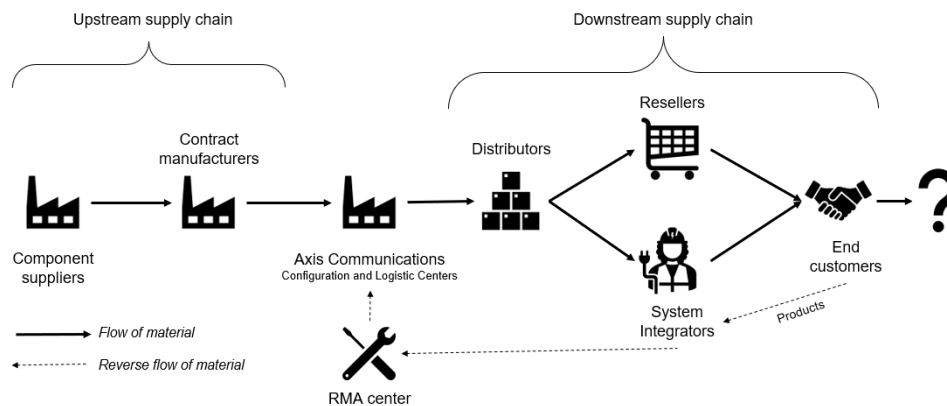 Upstream supply chain
Downstream supply chain
Resellers
Contract
manufacturers
Distributors
Component
suppliers
Axis Communications
Configuration and Logistic Centers
End
customers
System
Integrators
Products
Flow of material
Reverse flow of material
RMA center
?